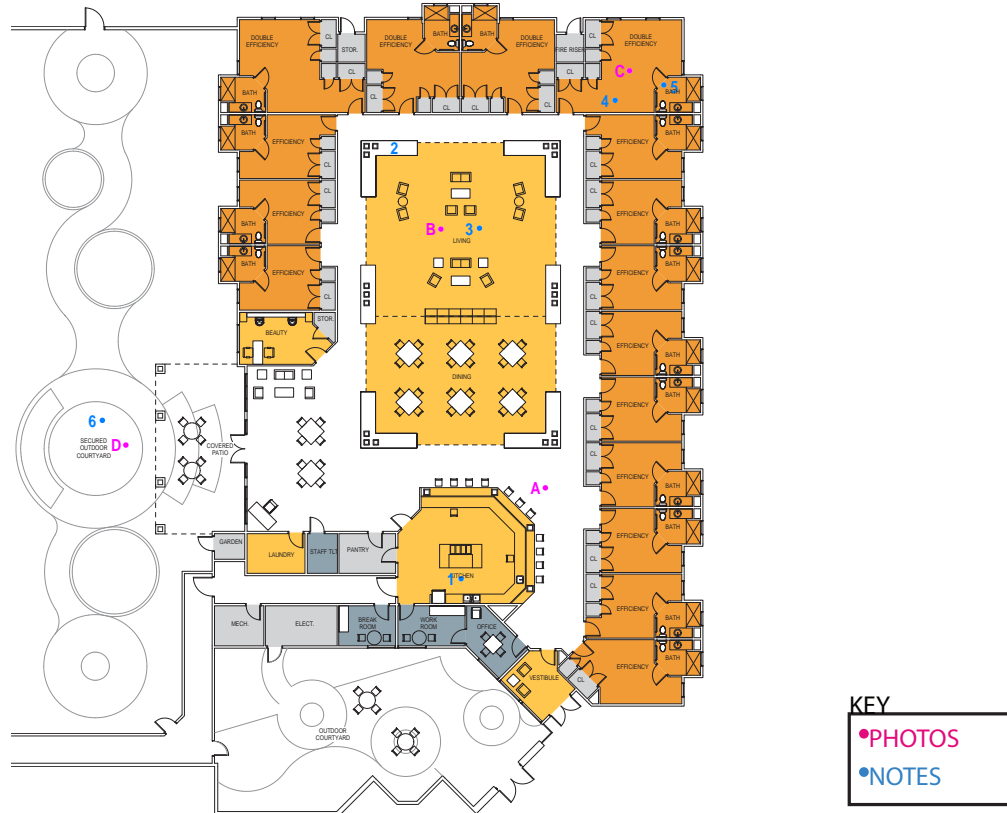 DOUBLE
EFFICIENCY
CL
STOR.
CL
DOUBLE
EFFICIENCY
BATH
BATH
DOUBLE
EFFICIENCY
FIRE RISER
CL
CL
DOUBLE
EFFICIENCY
C
4
5
BATH
BATH
CL
CL
CL
CL
CL
BATH
EFFICIENCY
CL
CL
2
EFFICIENCY
CL
BATH
CL
EFFICIENCY
CL
CL
EFFICIENCY
BATH
BATH
B
3
LIVING
BATH
EFFICIENCY
CL
CL
EFFICIENCY
BATH
STOR.
BEAUTY
EFFICIENCY
BATH
DINING
CL
EFFICIENCY
BATH
6
D
SECURED
OUTDOOR
COURTYARD
COVERED
PATIO
CL
CL
EFFICIENCY
BATH
A
GARDEN
LAUNDRY
STAFF TLT
PANTRY
KITCHEN
1
CL
CL
EFFICIENCY
BATH
MECH.
ELECT.
BREAK
ROOM
WORK
ROOM
OFFICE
EFFICIENCY
BATH
VESTIBULE
CL
EFFICIENCY
BATH
OUTDOOR
COURTYARD
KEY
PHOTOS
NOTES